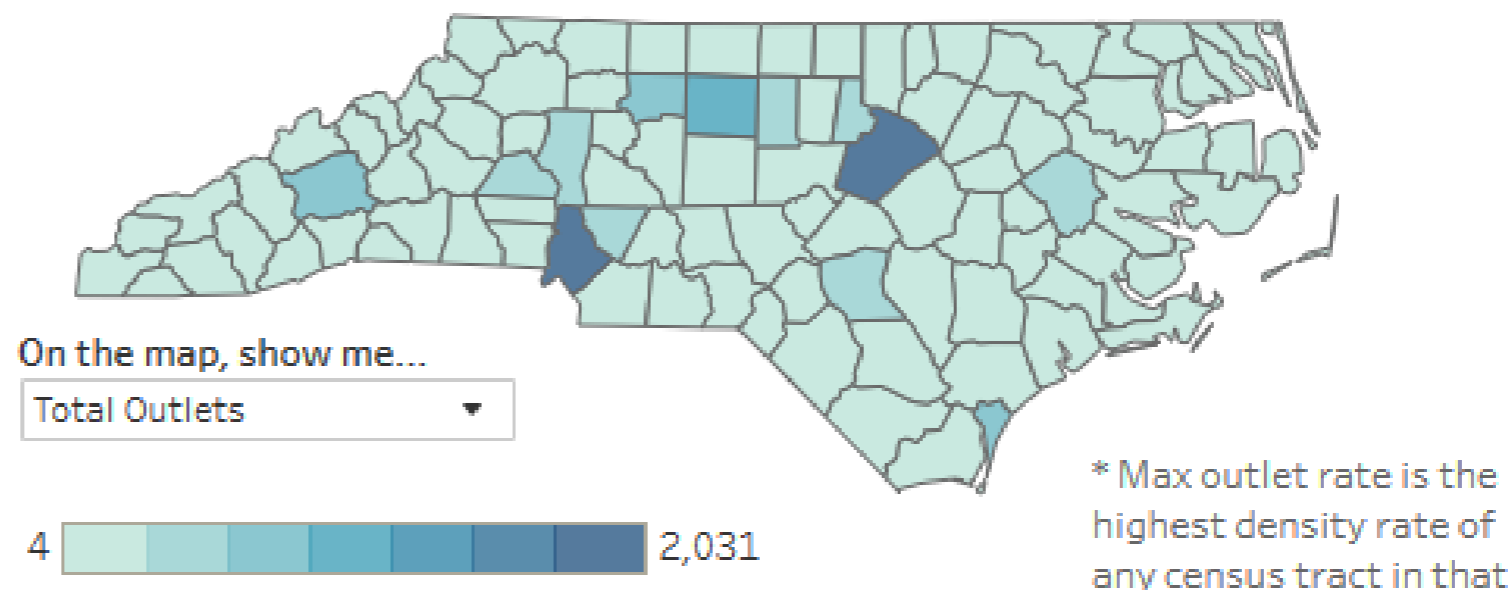 On the map, show me...
Total Outlets
4
2,031
* Max outlet rate is the
highest density rate of
any census tract in that